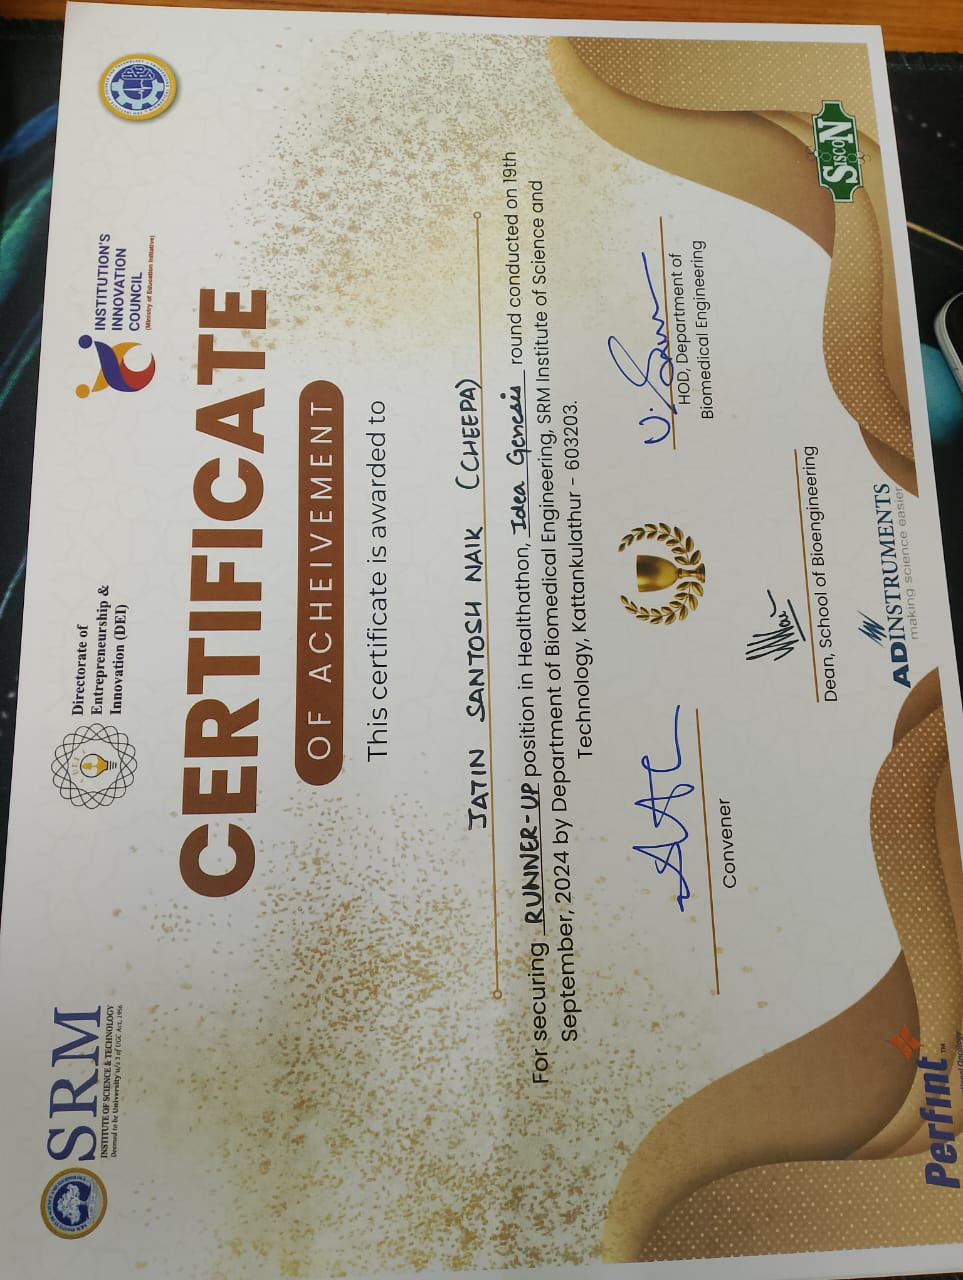 SRM
INSTITUTE OF SCIENCE & TECHNOLOGY
Deemed to be University u/s 3 of UGC Act, 1956
Directorate of
Entrepreneurship &
Innovation (DEI)
INSTITUTION'S
INNOVATION
COUNCIL
(Ministry of Education Initiative)
CERTIFICATE
OF ACHEIVEMENT
This certificate is awarded to
JATIN SANTOSH NAIK (CHEEPA)
For securing RUNNER-UP position in Healthathon, Idea Genesis round conducted on 19th
September, 2024 by Department of Biomedical Engineering, SRM Institute of Science and
Technology, Kattankulathur - 603203.
Convener
HOD, Department of
Biomedical Engineering
Dean, School of Bioengineering
Perfint™
ADINSTRUMENTS
making science easier
SISCON